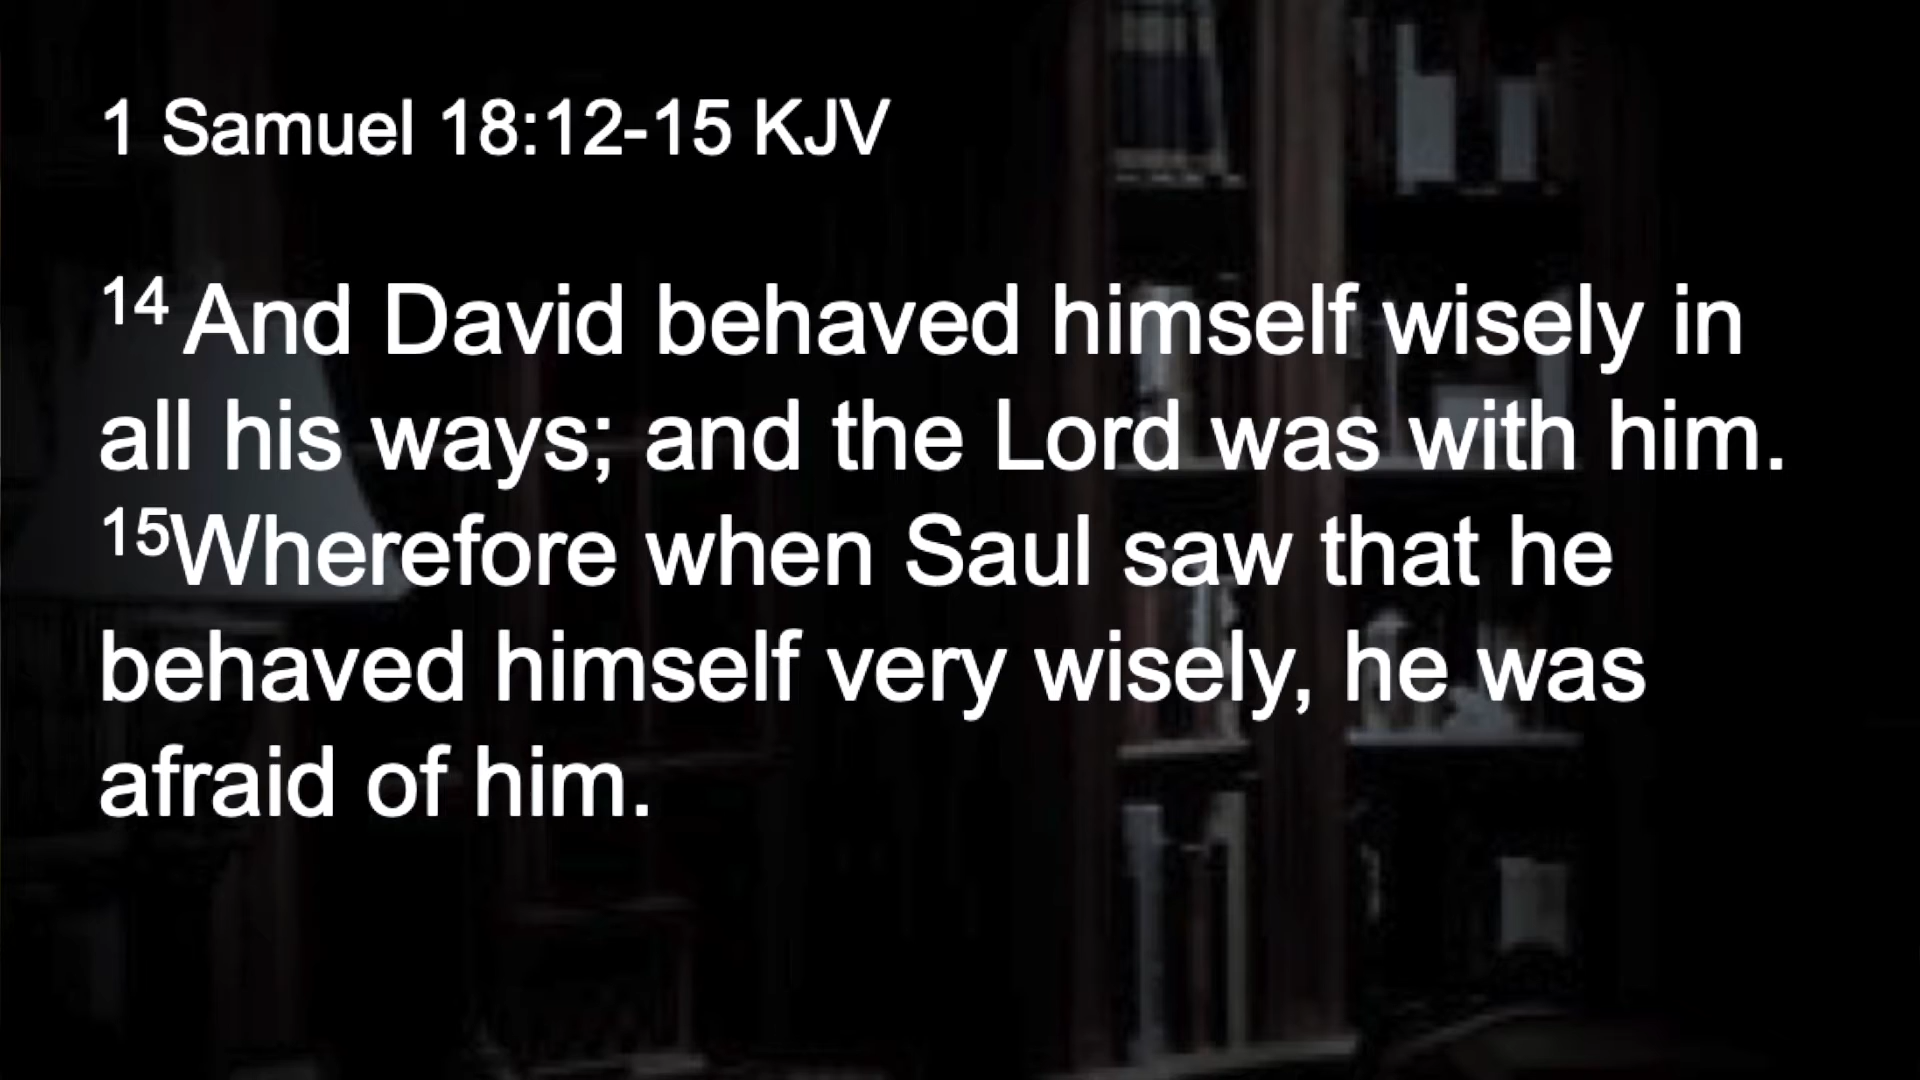 1 Samuel 18:12-15 KJV
14 And David behaved himself wisely in
all his ways; and the Lord was with him.
15Wherefore when Saul saw that he
behaved himself very wisely, he was
afraid of him.